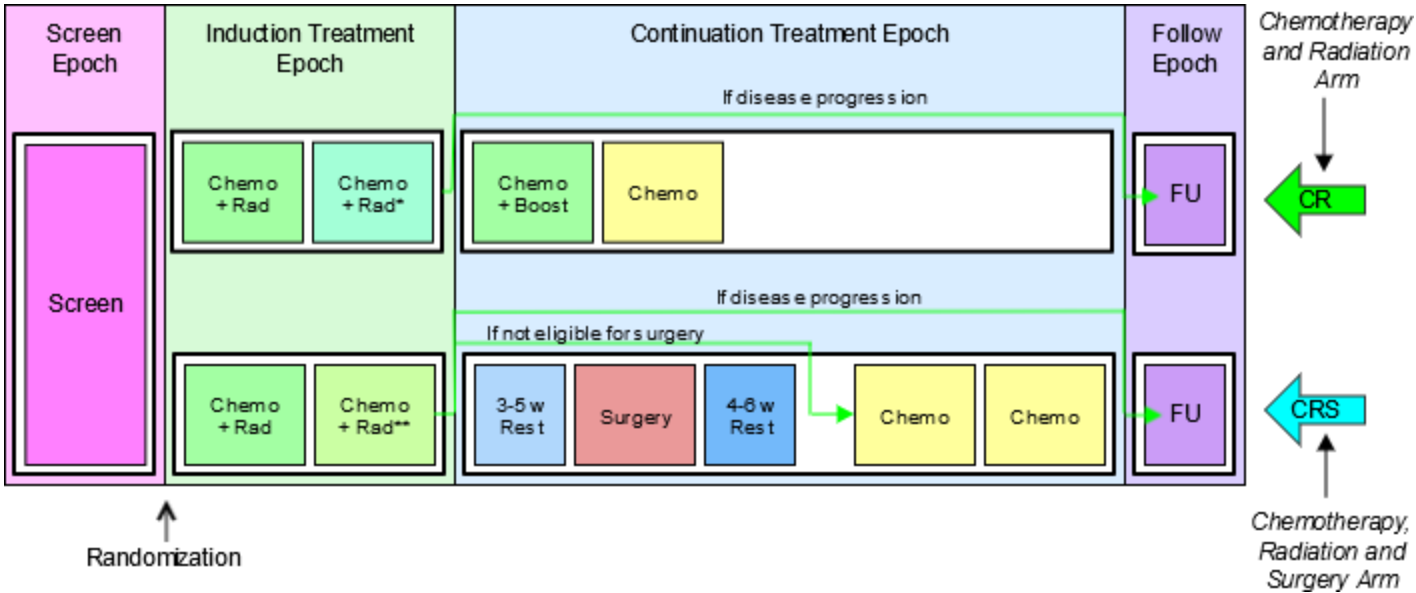 Screen
Epoch
Induction Treatment
Epoch
Continuation Treatment Epoch
Follow
Epoch
Chemotherapy
and Radiation
Arm
If disease progression
Chemo
+ Rad
Chemo
+ Rad*
Chemo
+ Boost
Chemo
FU
CR
Screen
If disease progression
If not eligible for surgery
Chemo
+ Rad
Chemo
+ Rad**
3-5 w
Rest
Surgery
4-6 w
Rest
Chemo
Chemo
FU
CRS
Randomization
Chemotherapy,
Radiation and
Surgery Arm